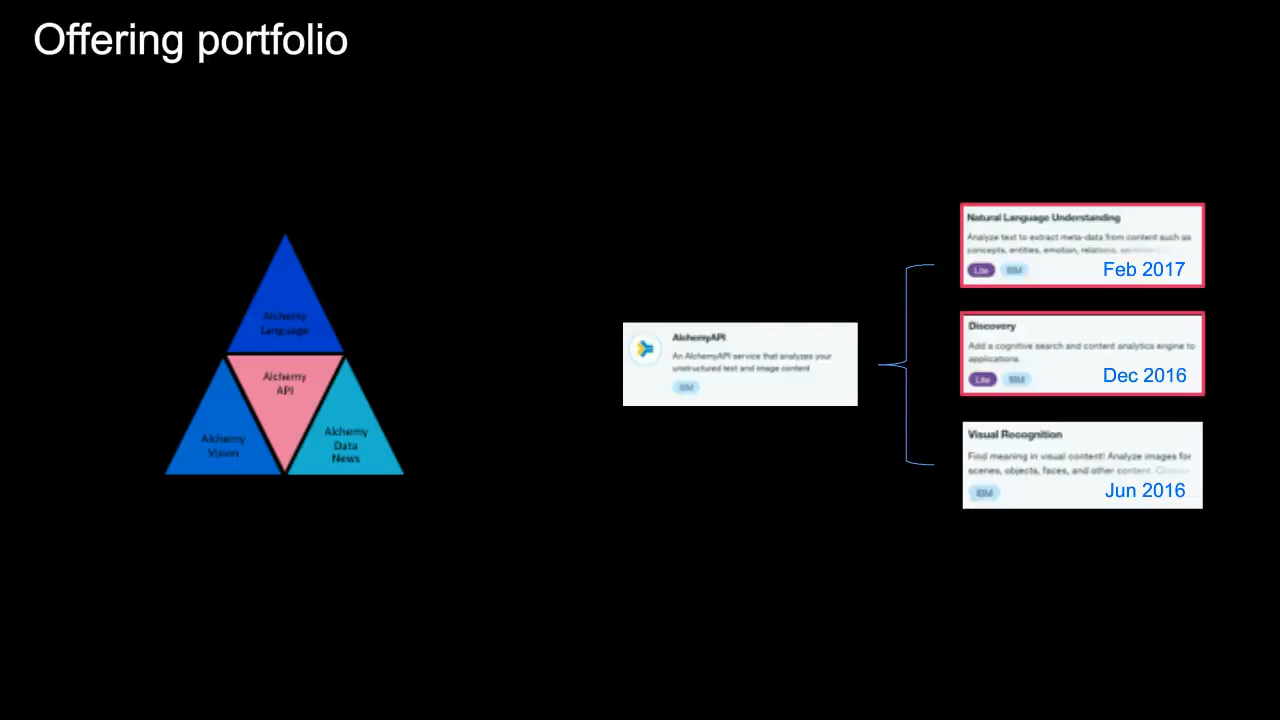 Offering portfolio
Alchemy
Language
Alchemy
API
Alchemy
Vision
Alchemy
Data
News
AlchemyAPI
An AlchemyAPI service that analyzes your
unstructured text and image content
IBM
Natural Language Understanding
Analyze text to extract meta-data from content such as
concepts, entities, emotion, relations,
Lite
IBM
Feb 2017
Discovery
Add a cognitive search and content analytics engine to
applications.
Lite
IBM
Dec 2016
Visual Recognition
Find meaning in visual content! Analyze images for
scenes, objects, faces, and other content.
IBM
Jun 2016